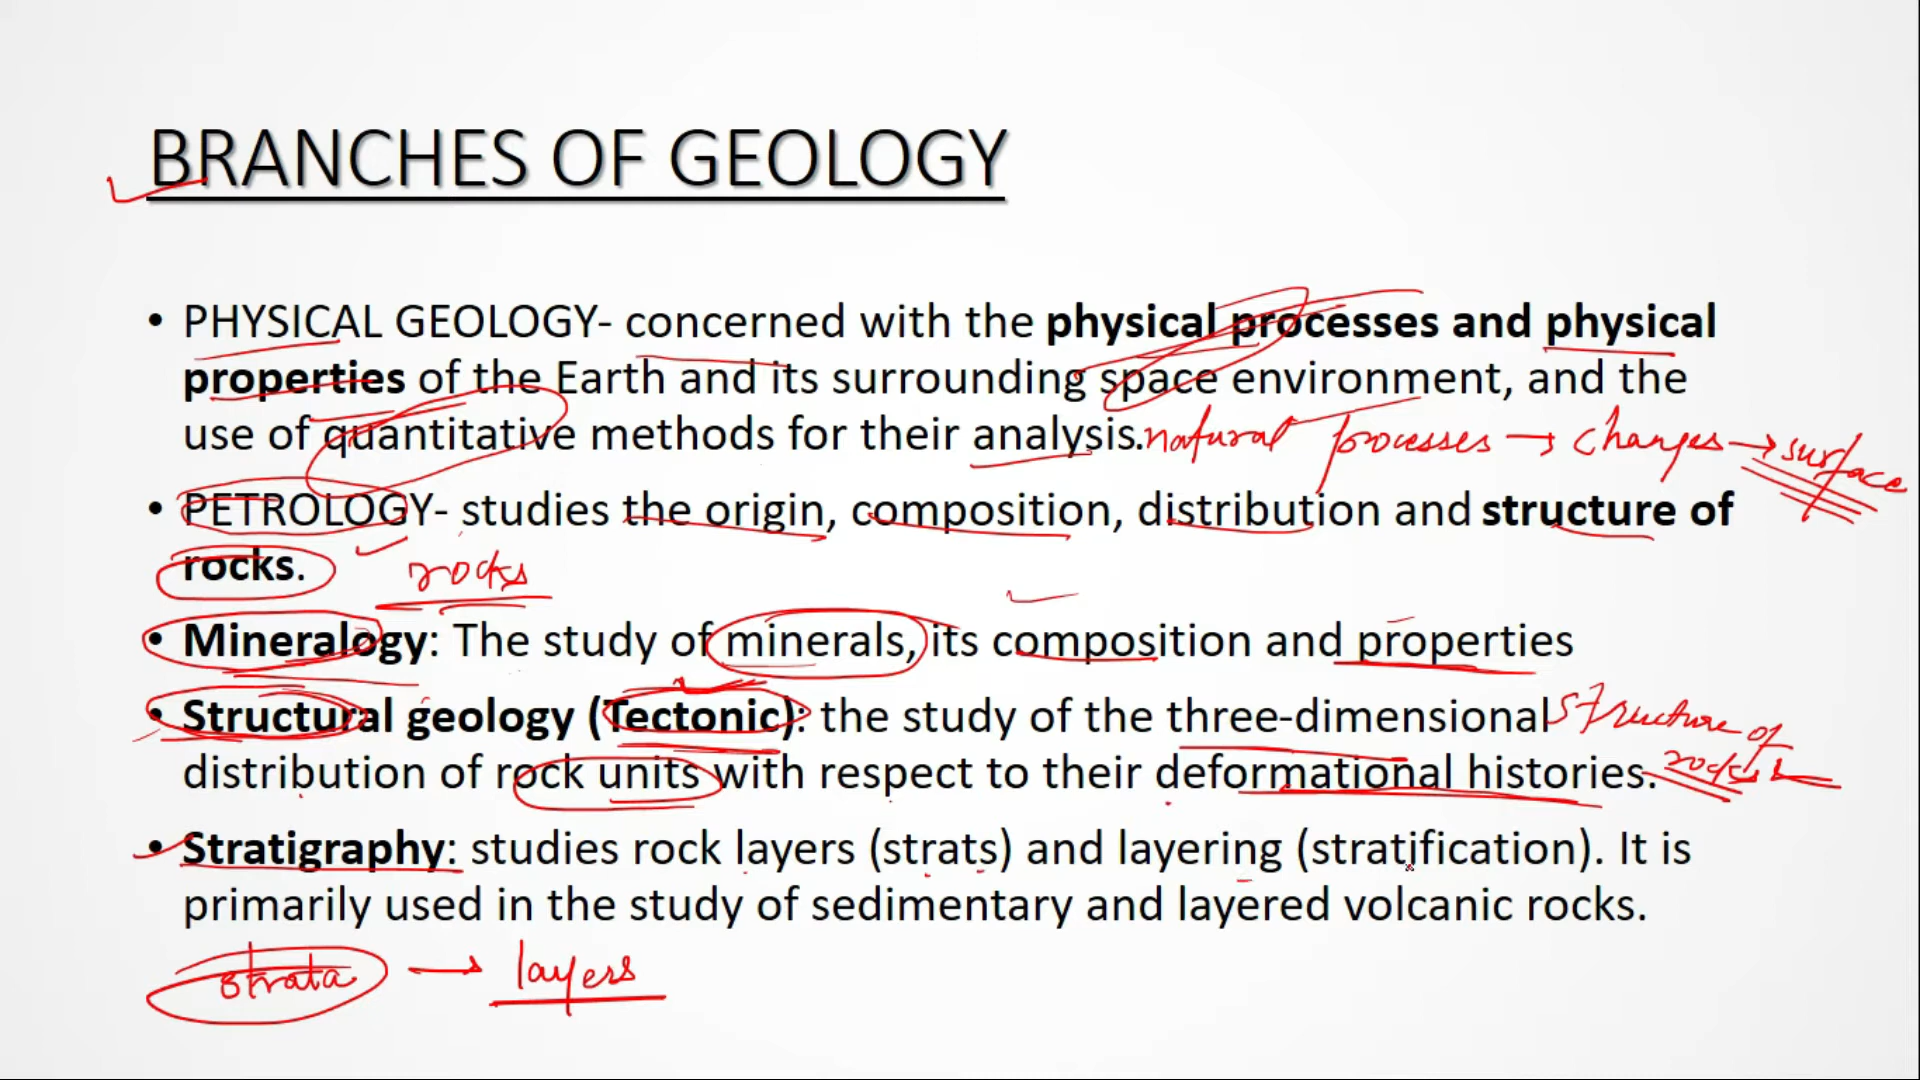 BRANCHES OF GEOLOGY
• PHYSICAL GEOLOGY- concerned with the physical processes and physical
properties of the Earth and its surrounding space environment, and the
use of quantitative methods for their analysis. natural processes → changes → surface
• PETROLOGY- studies the origin, composition, distribution and structure of
rocks. rocks
• Mineralogy: The study of minerals, its composition and properties
• Structural geology (Tectonic): the study of the three-dimensional structure of
distribution of rock units with respect to their deformational histories. rocks
• Stratigraphy: studies rock layers (strats) and layering (stratification). It is
primarily used in the study of sedimentary and layered volcanic rocks.
strata → layers